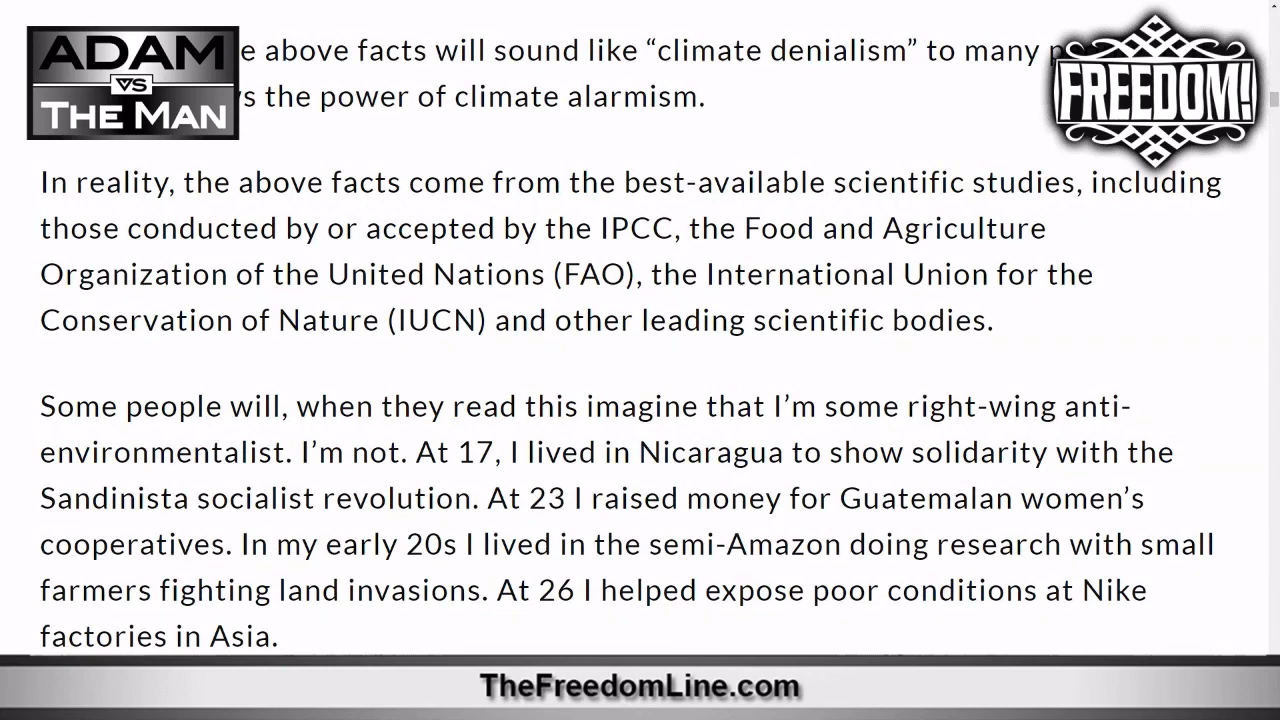 ADAM
VS
THE MAN
FREEDOM!
e above facts will sound like “climate denialism” to many
s the power of climate alarmism.
In reality, the above facts come from the best-available scientific studies, including
those conducted by or accepted by the IPCC, the Food and Agriculture
Organization of the United Nations (FAO), the International Union for the
Conservation of Nature (IUCN) and other leading scientific bodies.
Some people will, when they read this imagine that I’m some right-wing anti-
environmentalist. I’m not. At 17, I lived in Nicaragua to show solidarity with the
Sandinista socialist revolution. At 23 I raised money for Guatemalan women’s
cooperatives. In my early 20s I lived in the semi-Amazon doing research with small
farmers fighting land invasions. At 26 I helped expose poor conditions at Nike
factories in Asia.
TheFreedomLine.com